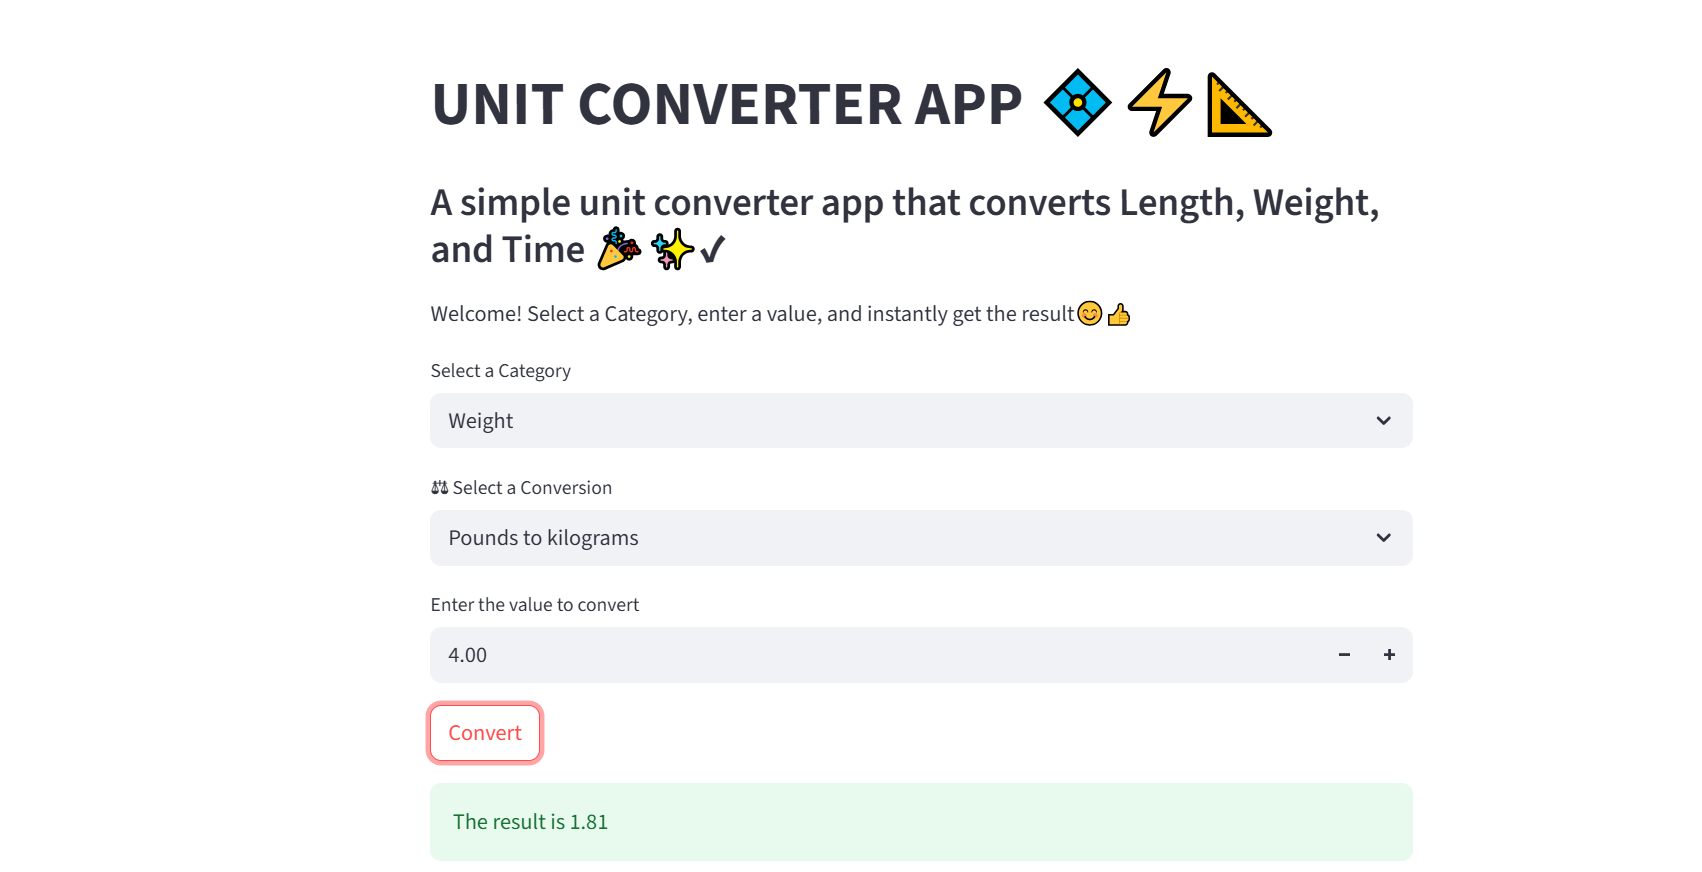 UNIT CONVERTER APP 💠⚡📐
A simple unit converter app that converts Length, Weight,
and Time 🎉✨✔
Welcome! Select a Category, enter a value, and instantly get the result😊👍
Select a Category
Weight
⚖ Select a Conversion
Pounds to kilograms
Enter the value to convert
4.00
Convert
The result is 1.81